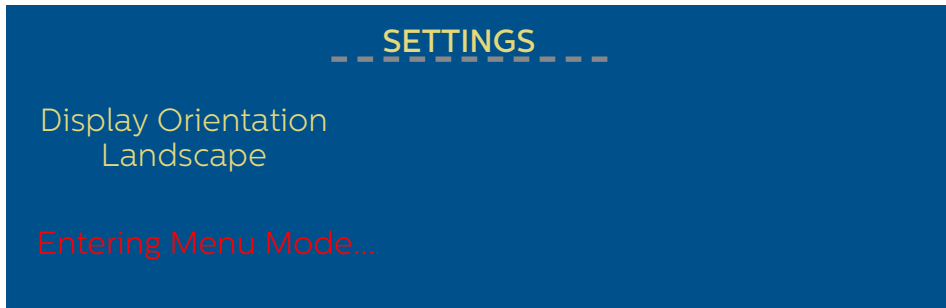 SETTINGS
Display Orientation
Landscape
Entering Menu Mode...